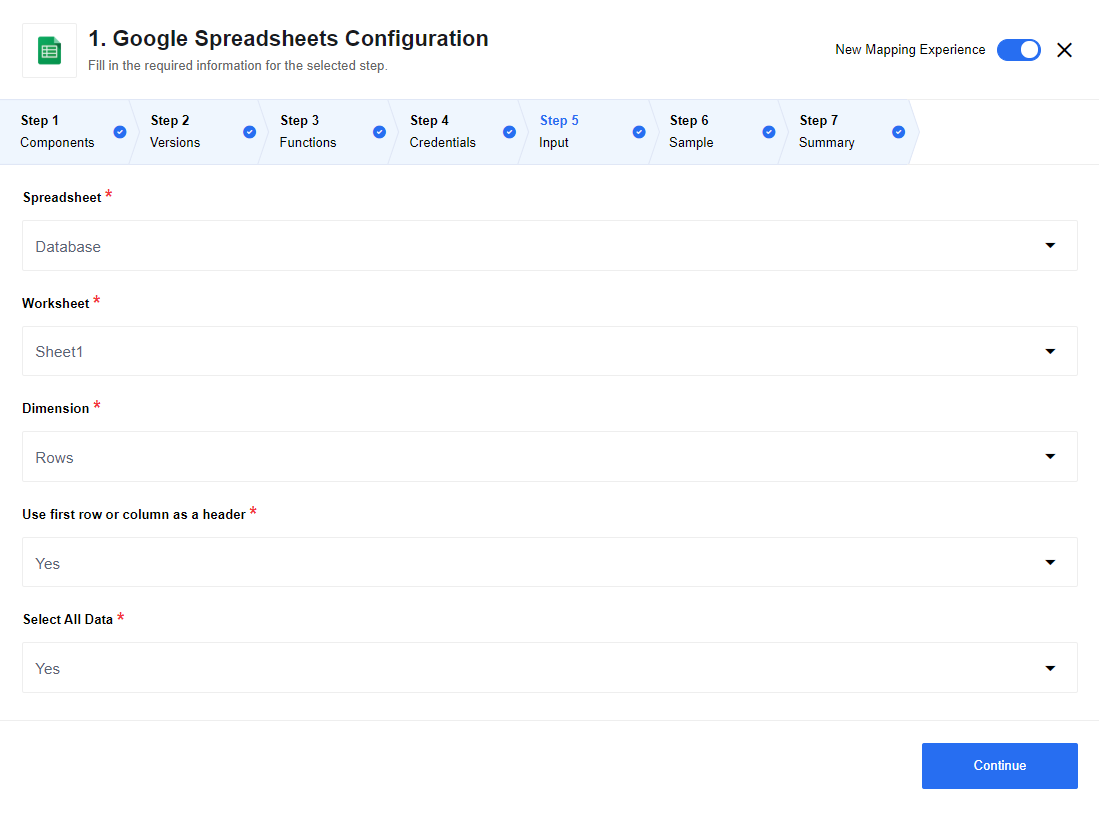 1. Google Spreadsheets Configuration
Fill in the required information for the selected step.
New Mapping Experience
Step 1
Components
Step 2
Versions
Step 3
Functions
Step 4
Credentials
Step 5
Input
Step 6
Sample
Step 7
Summary
Spreadsheet *
Database
Worksheet *
Sheet1
Dimension *
Rows
Use first row or column as a header *
Yes
Select All Data *
Yes
Continue